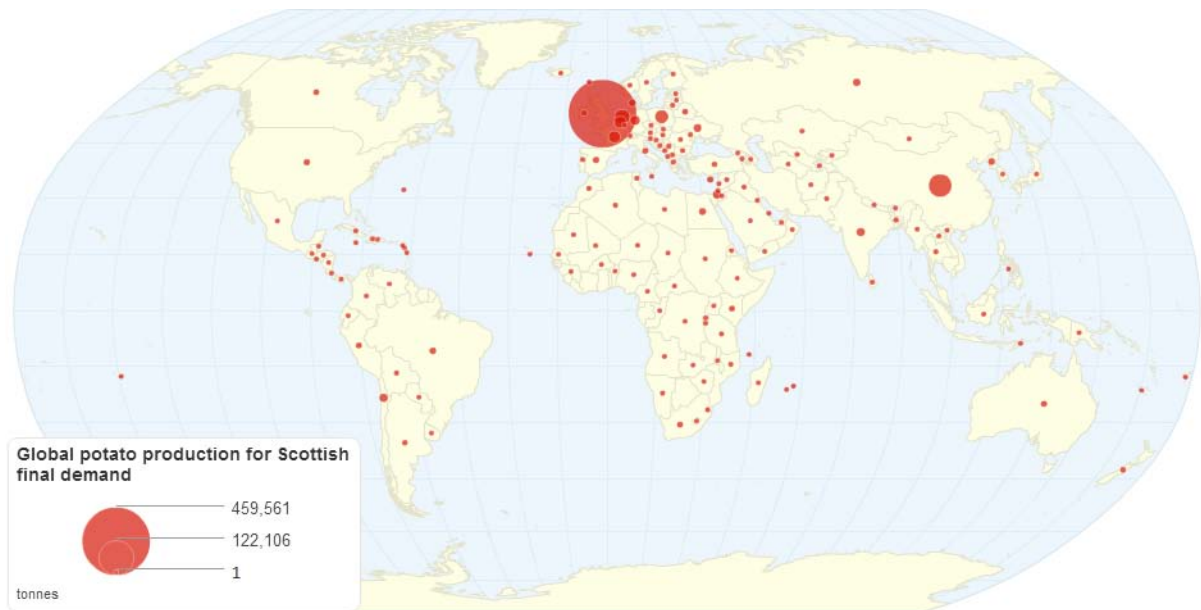 Global potato production for Scottish
final demand
459,561
122,106
1
tonnes